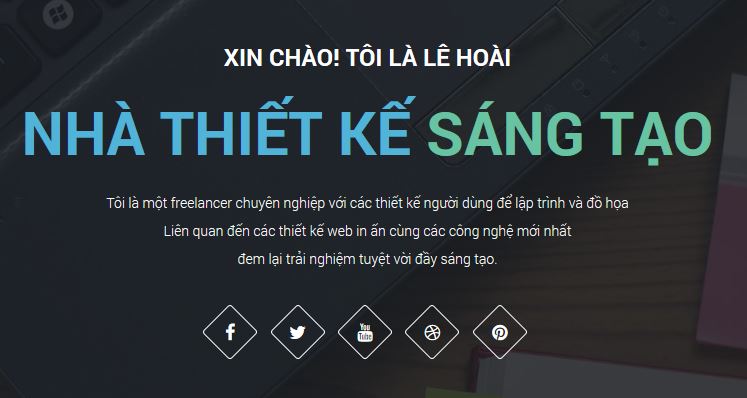 XIN CHÀO! TÔI LÀ LÊ HOÀI
NHÀ THIẾT KẾ SÁNG TẠO
Tôi là một freelancer chuyên nghiệp với các thiết kế người dùng để lập trình và đồ họa
Liên quan đến các thiết kế web in ấn cùng các công nghệ mới nhất
đem lại trải nghiệm tuyệt vời đầy sáng tạo.
You
Tube